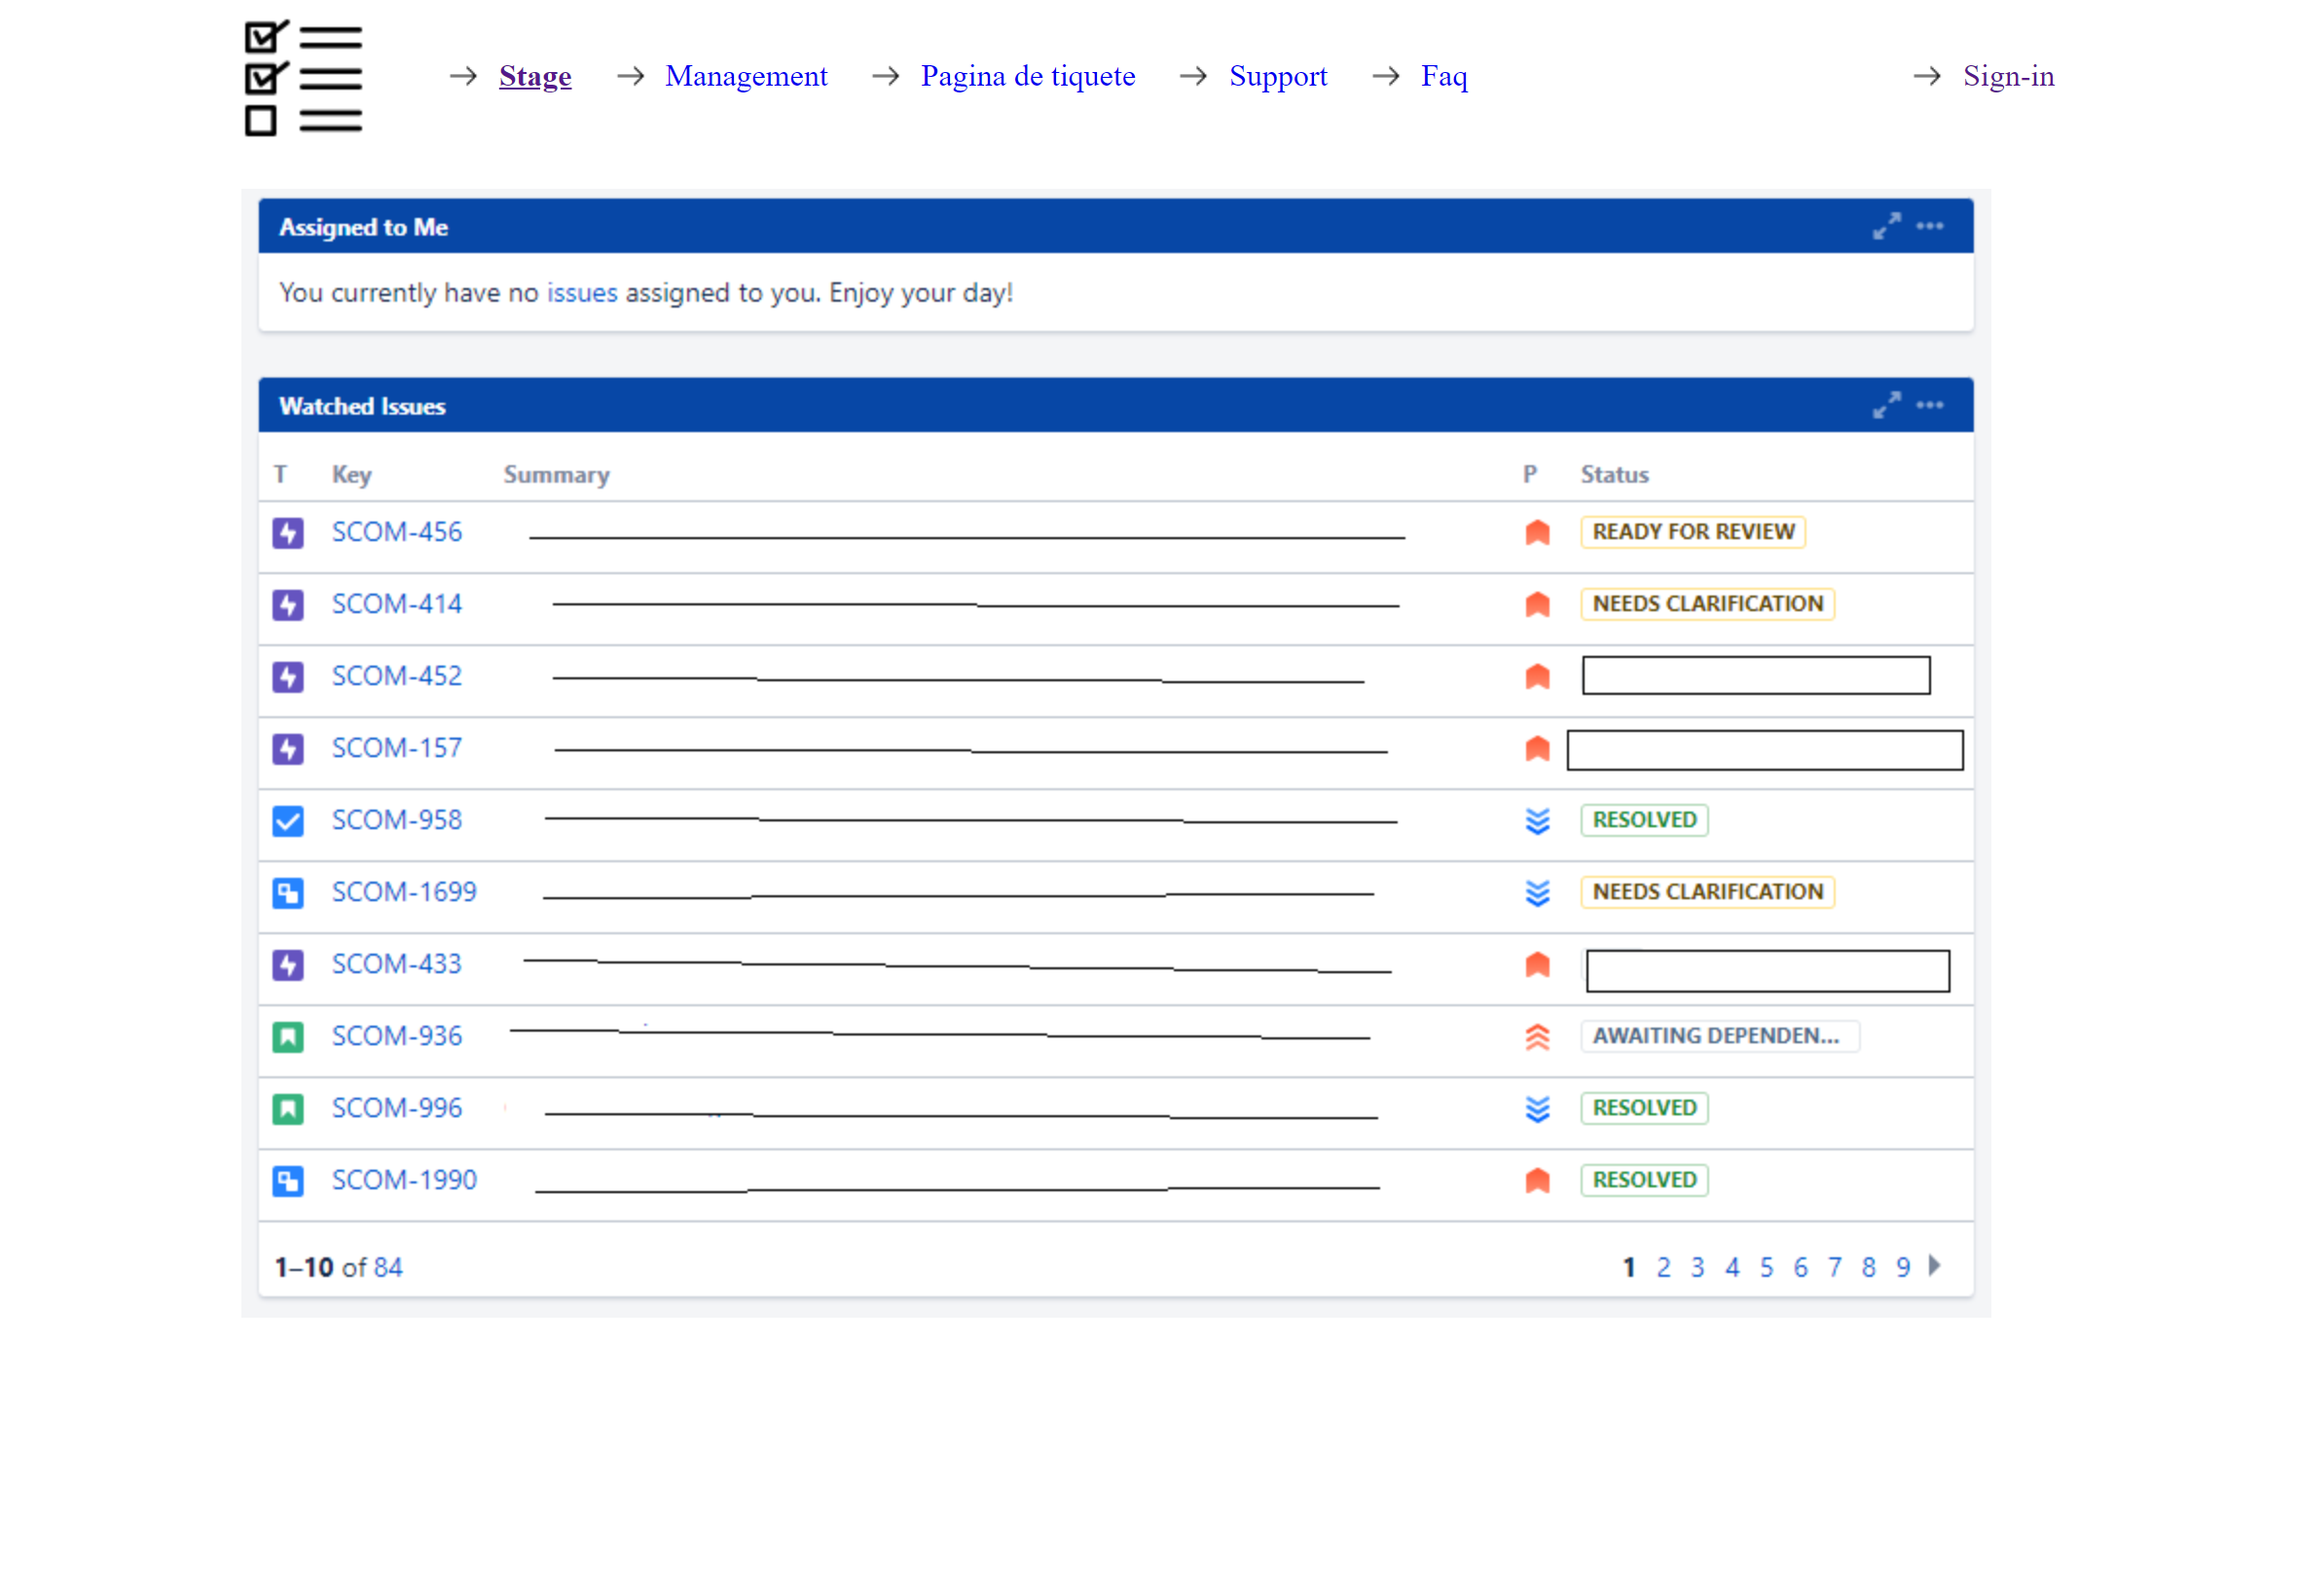 Stage Management Pagina de tiquete Support Faq Sign-in
Assigned to Me
You currently have no issues assigned to you. Enjoy your day!
Watched Issues
T Key Summary P Status
SCOM-456 READY FOR REVIEW
SCOM-414 NEEDS CLARIFICATION
SCOM-452
SCOM-157
SCOM-958 RESOLVED
SCOM-1699 NEEDS CLARIFICATION
SCOM-433
SCOM-936 AWAITING DEPENDEN...
SCOM-996 RESOLVED
SCOM-1990 RESOLVED
1–10 of 84 1 2 3 4 5 6 7 8 9